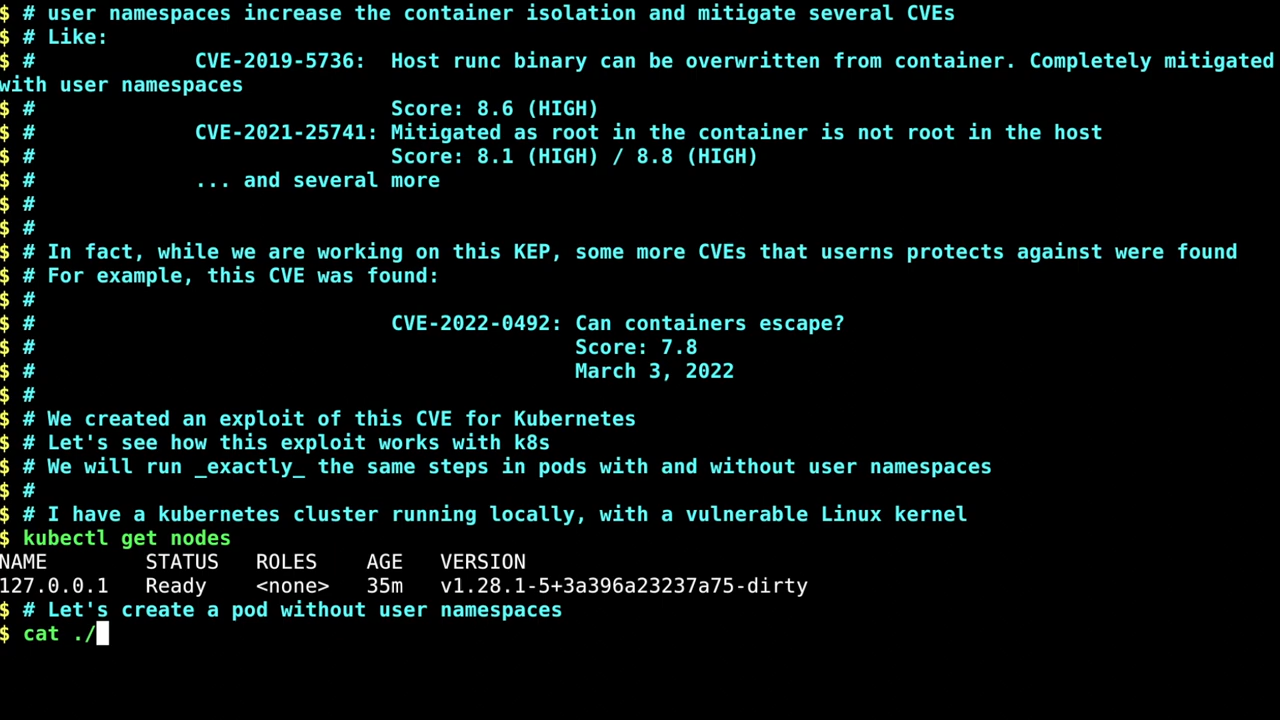 $ # user namespaces increase the container isolation and mitigate several CVEs
$ # Like:
$ #             CVE-2019-5736:  Host runc binary can be overwritten from container. Completely mitigated
with user namespaces
$ #                             Score: 8.6 (HIGH)
$ #             CVE-2021-25741: Mitigated as root in the container is not root in the host
$ #                             Score: 8.1 (HIGH) / 8.8 (HIGH)
$ #             ... and several more
$ #
$ #
$ # In fact, while we are working on this KEP, some more CVEs that userns protects against were found
$ # For example, this CVE was found:
$ #
$ #                             CVE-2022-0492: Can containers escape?
$ #                                            Score: 7.8
$ #                                            March 3, 2022
$ #
$ # We created an exploit of this CVE for Kubernetes
$ # Let's see how this exploit works with k8s
$ # We will run _exactly_ the same steps in pods with and without user namespaces
$ #
$ # I have a kubernetes cluster running locally, with a vulnerable Linux kernel
$ kubectl get nodes
NAME        STATUS   ROLES    AGE   VERSION
127.0.0.1   Ready    <none>   35m   v1.28.1-5+3a396a23237a75-dirty
$ # Let's create a pod without user namespaces
$ cat ./